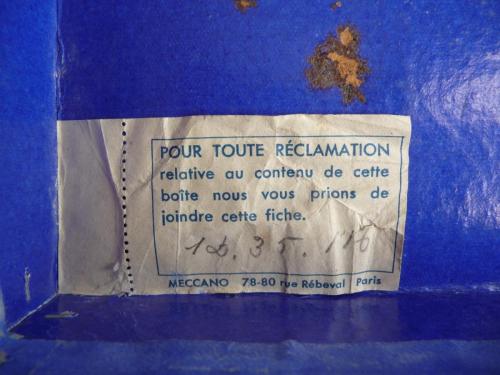 POUR TOUTE RÉCLAMATION
relative au contenu de cette
boîte nous vous prions de
joindre cette fiche.
MECCANO 78-80 rue Rébeval Paris